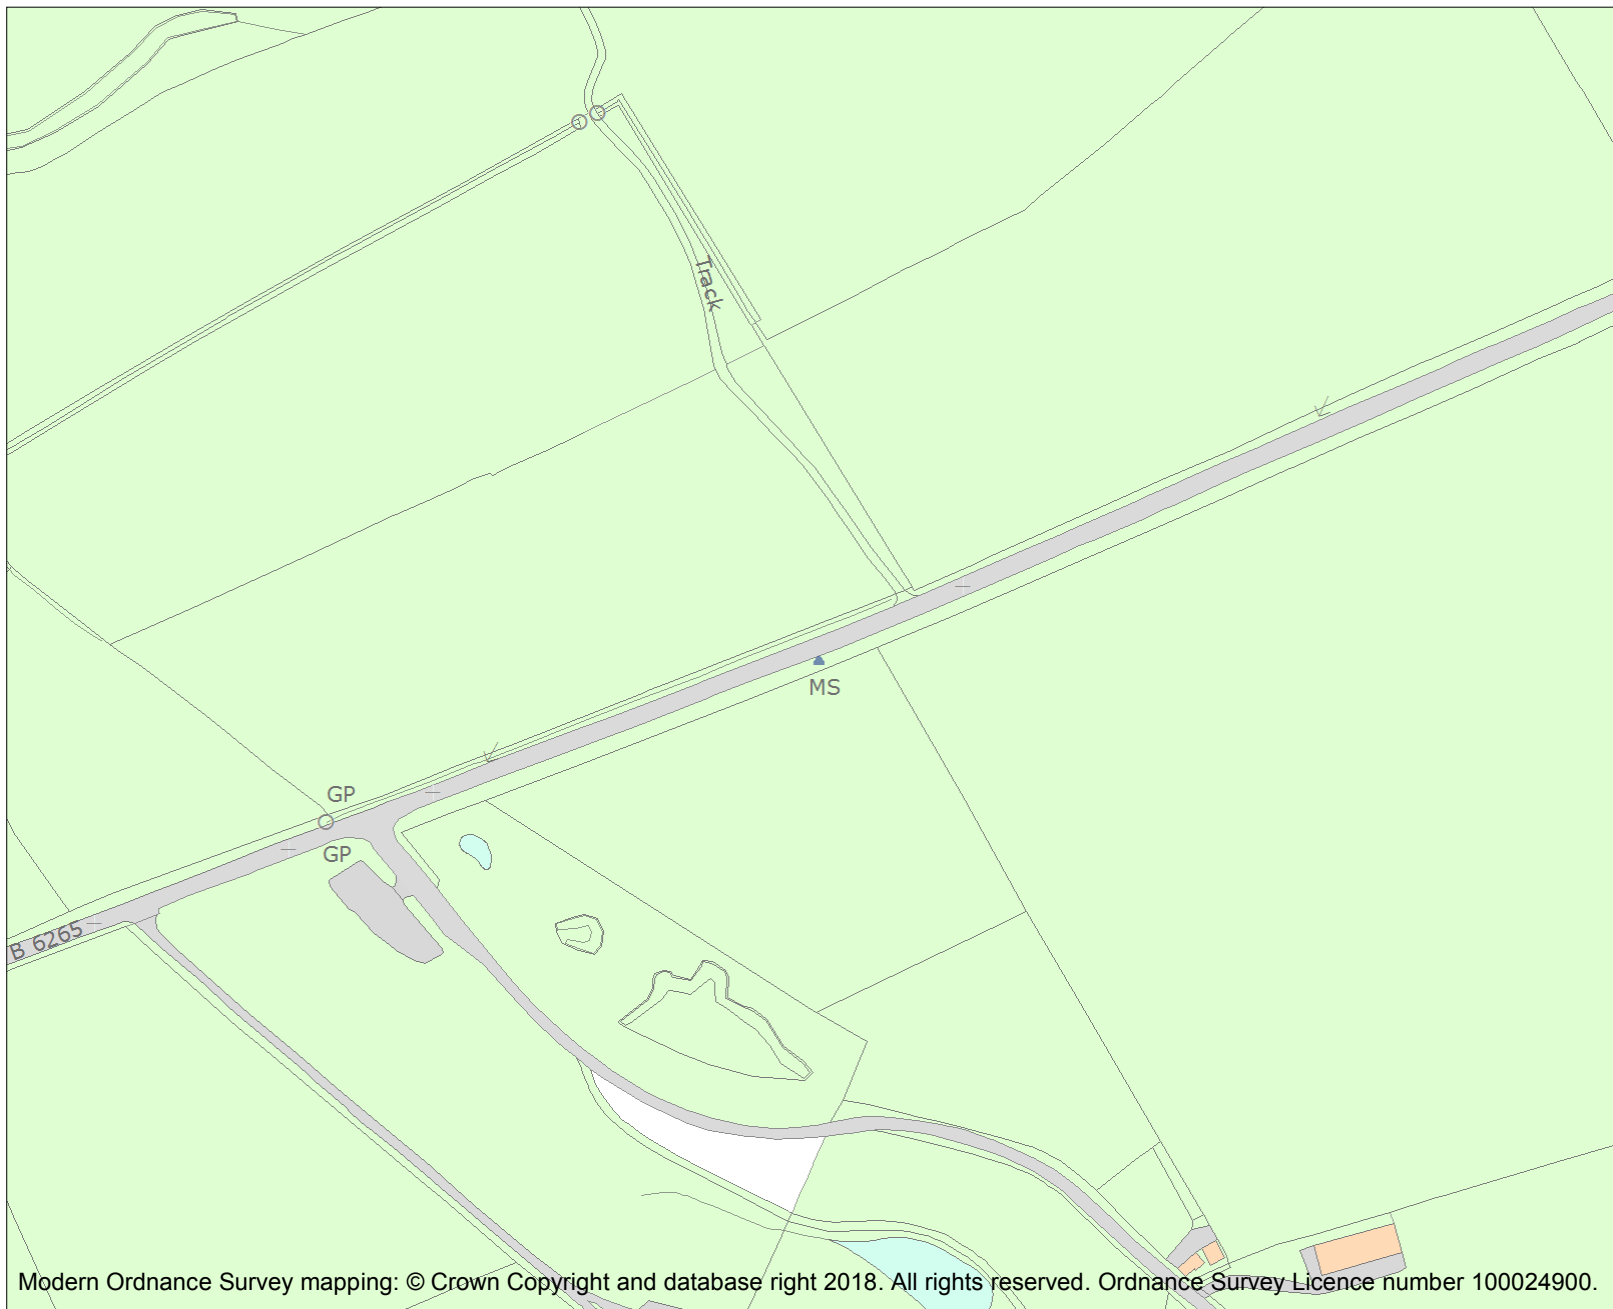 Track
MS
GP
GP
B 6265
Modern Ordnance Survey mapping: © Crown Copyright and database right 2018. All rights reserved. Ordnance Survey Licence number 100024900.